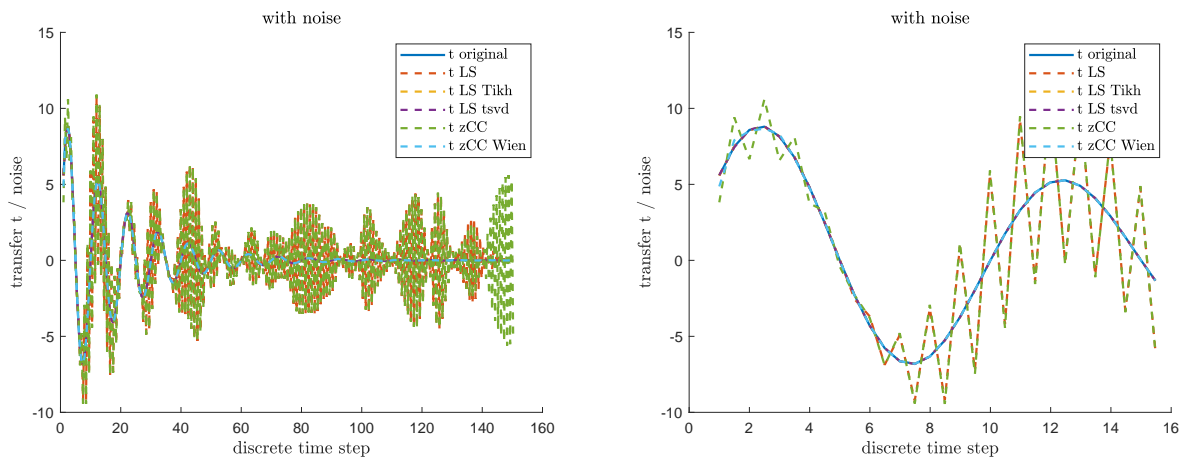 with noise
15
10
5
0
-5
-10
transfer t / noise
t original
t LS
t LS Tikh
t LS tsvd
t zCC
t zCC Wien
0 20 40 60 80 100 120 140 160
discrete time step
with noise
15
10
5
0
-5
-10
transfer t / noise
t original
t LS
t LS Tikh
t LS tsvd
t zCC
t zCC Wien
0 2 4 6 8 10 12 14 16
discrete time step